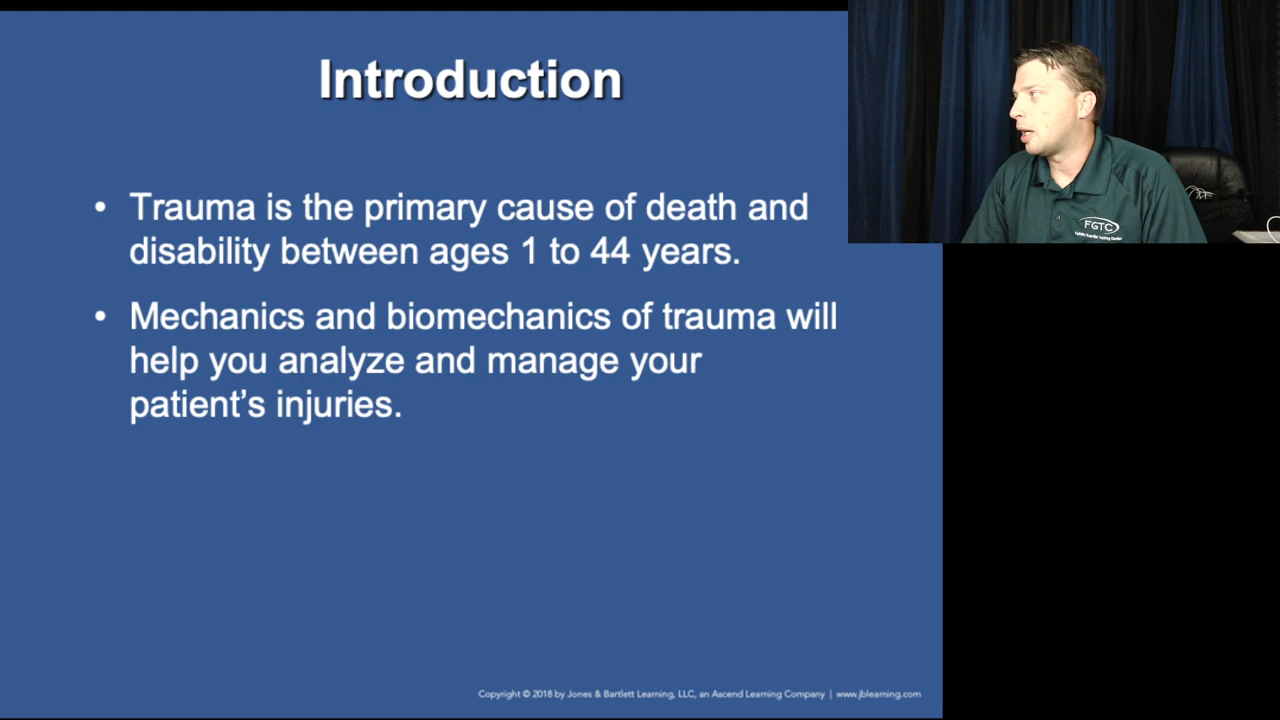 Introduction
• Trauma is the primary cause of death and
disability between ages 1 to 44 years.
• Mechanics and biomechanics of trauma will
help you analyze and manage your
patient’s injuries.
FGTC
Copyright © 2018 by Jones & Bartlett Learning, LLC, an Ascend Learning Company | www.jblearning.com